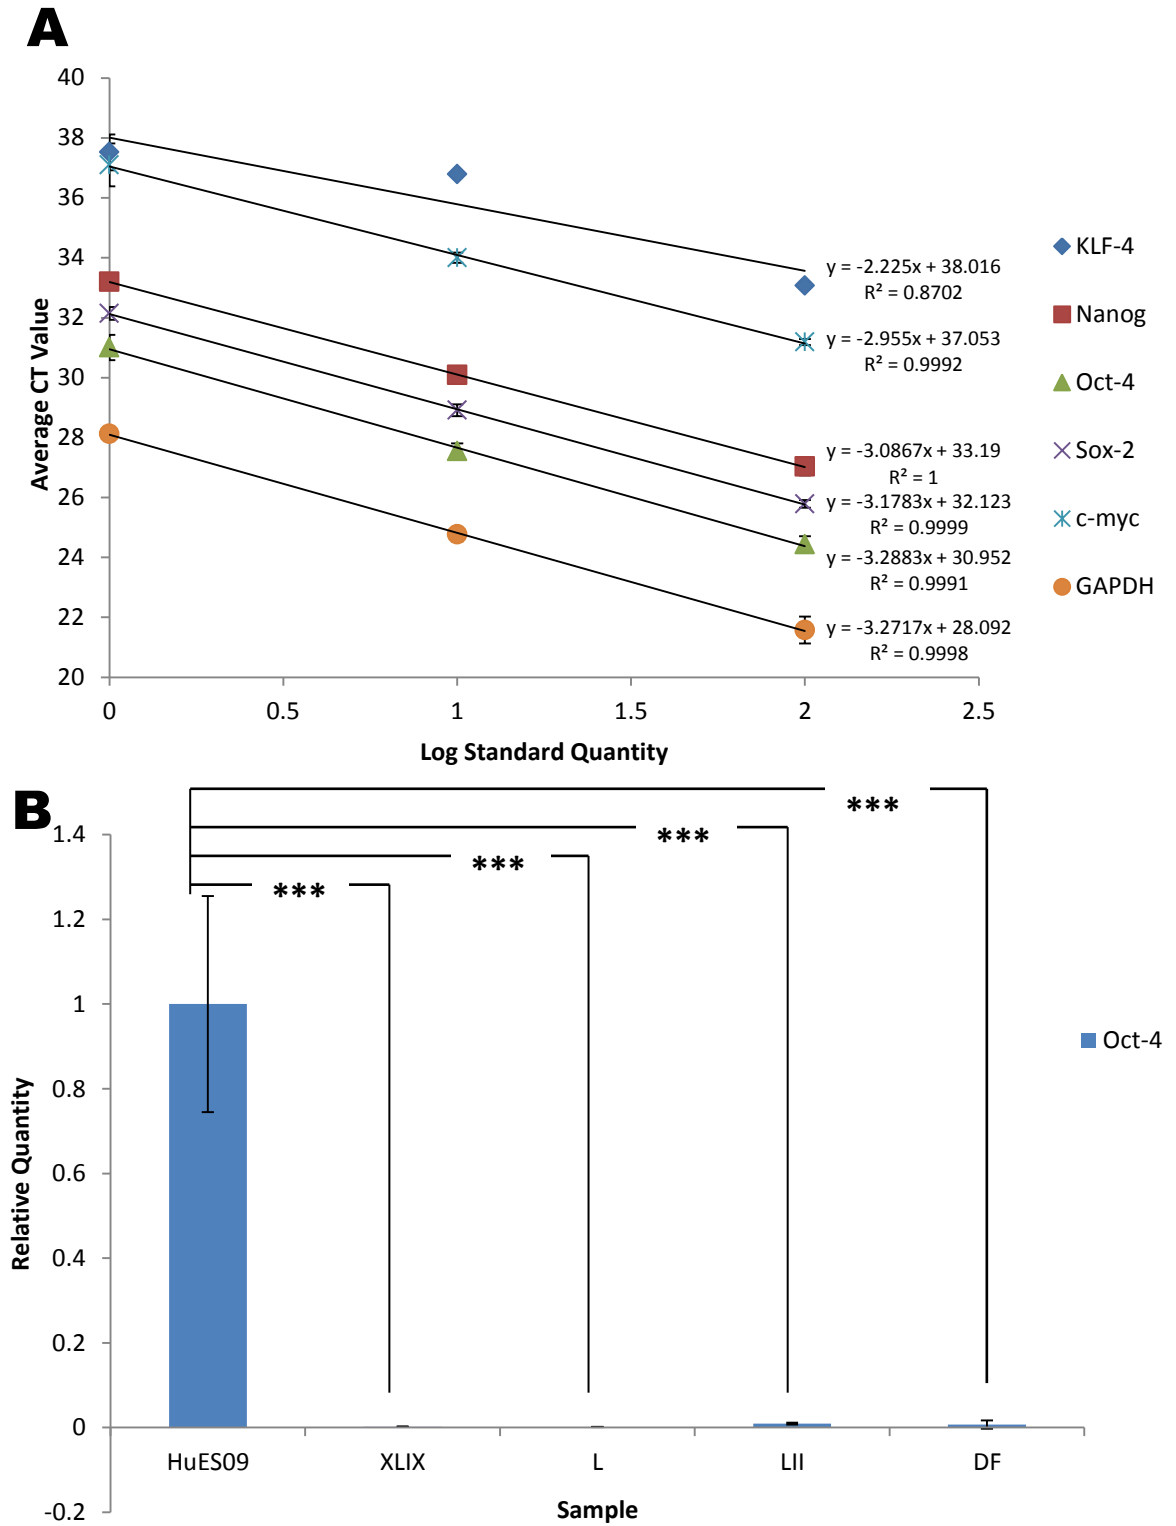 A
40
38
36
34
32
30
28
26
24
22
20
Average CT Value
0
0.5
1
1.5
2
2.5
Log Standard Quantity
y = -2.225x + 38.016
R² = 0.8702
y = -2.955x + 37.053
R² = 0.9992
y = -3.0867x + 33.19
R² = 1
y = -3.1783x + 32.123
R² = 0.9999
y = -3.2883x + 30.952
R² = 0.9991
y = -3.2717x + 28.092
R² = 0.9998
KLF-4
Nanog
Oct-4
Sox-2
c-myc
GAPDH
B
1.4
1.2
1
0.8
0.6
0.4
0.2
0
-0.2
Relative Quantity
***
***
***
***
HuES09
XLIX
L
LII
DF
Sample
Oct-4